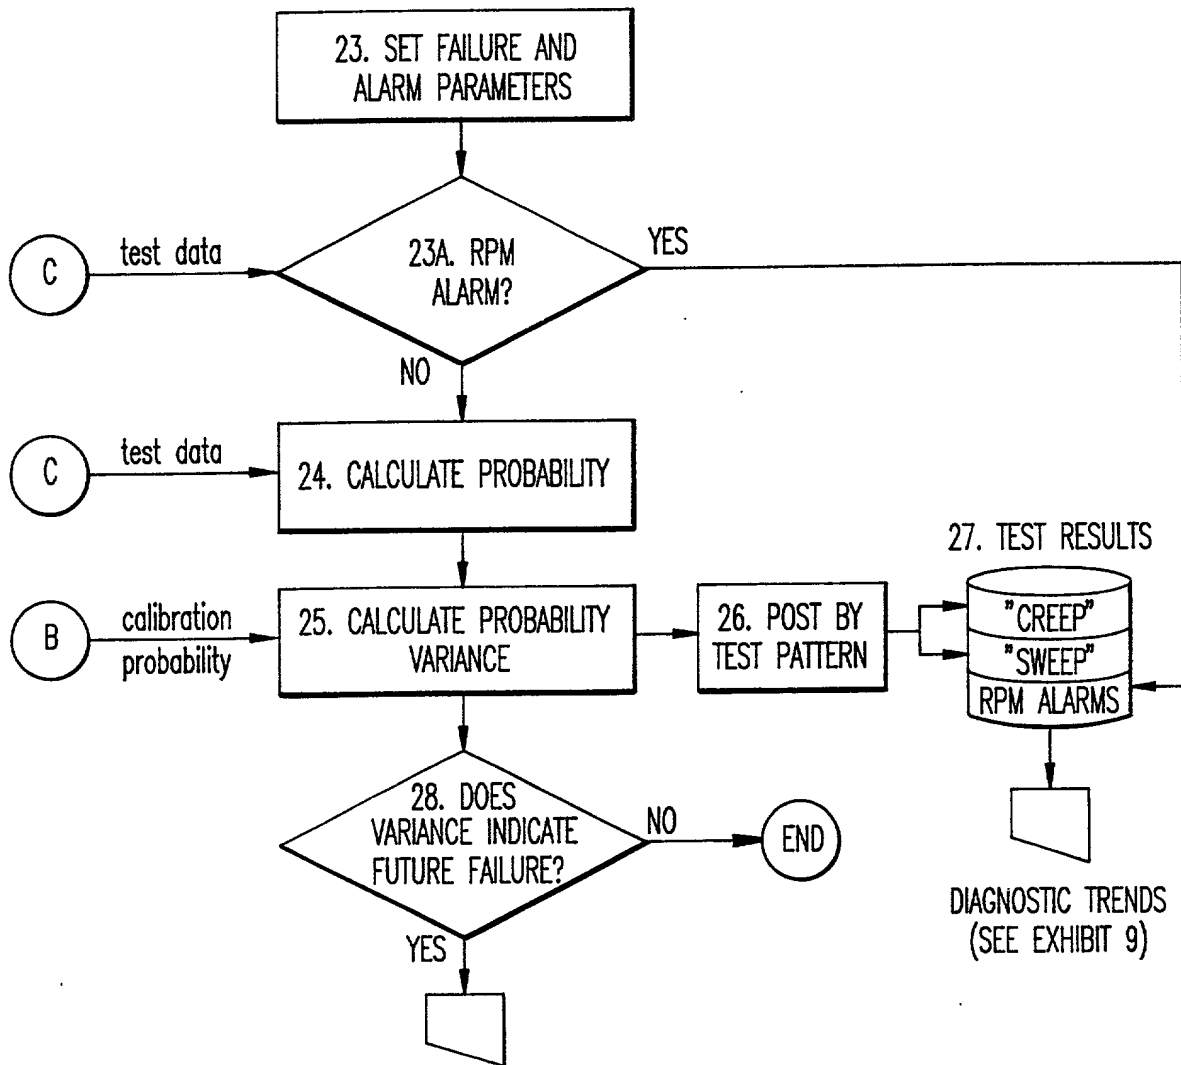 23. SET FAILURE AND
ALARM PARAMETERS
C
test data
23A. RPM
ALARM?
YES
NO
C
test data
24. CALCULATE PROBABILITY
B
calibration
probability
25. CALCULATE PROBABILITY
VARIANCE
26. POST BY
TEST PATTERN
27. TEST RESULTS
"CREEP"
"SWEEP"
RPM ALARMS
28. DOES
VARIANCE INDICATE
FUTURE FAILURE?
NO
END
YES
DIAGNOSTIC TRENDS
(SEE EXHIBIT 9)